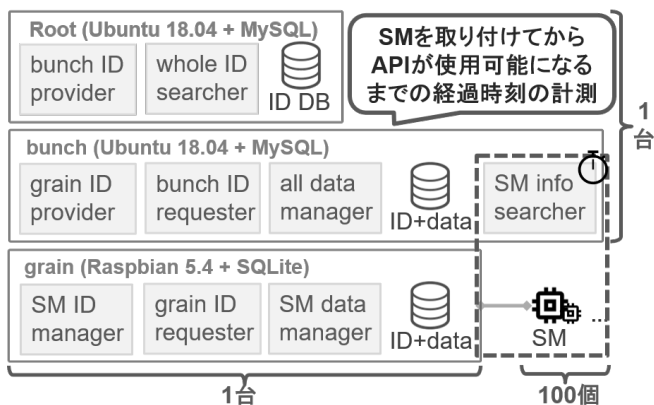 Root (Ubuntu 18.04 + MySQL)
bunch ID
provider
whole ID
searcher
ID DB
SMを取り付けてから
APIが使用可能になる
までの経過時刻の計測
1
台
bunch (Ubuntu 18.04 + MySQL)
grain ID
provider
bunch ID
requester
all data
manager
ID+data
SM info
searcher
grain (Raspbian 5.4 + SQLite)
SM ID
manager
grain ID
requester
SM data
manager
ID+data
SM
...
1台
100個